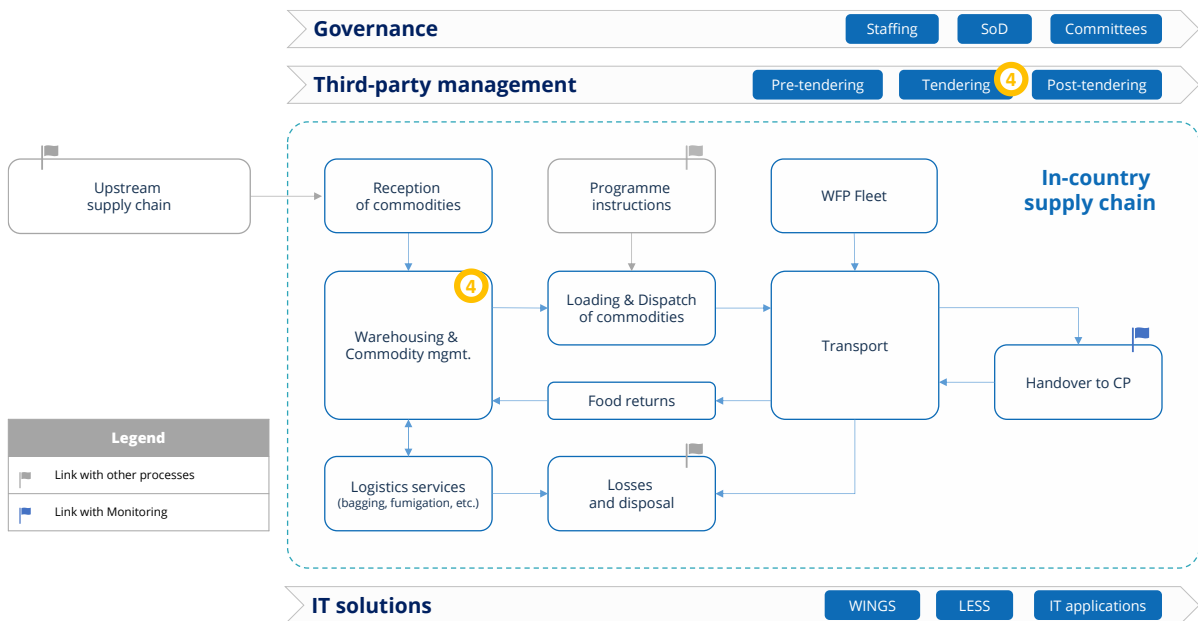 Governance
Staffing
SoD
Committees
Third-party management
Pre-tendering
Tendering
4
Post-tendering
Upstream
supply chain
Reception
of commodities
Programme
instructions
WFP Fleet
In-country
supply chain
4
Warehousing &
Commodity mgmt.
Loading & Dispatch
of commodities
Transport
Handover to CP
Food returns
Legend
Link with other processes
Link with Monitoring
Logistics services
(bagging, fumigation, etc.)
Losses
and disposal
IT solutions
WINGS
LESS
IT applications